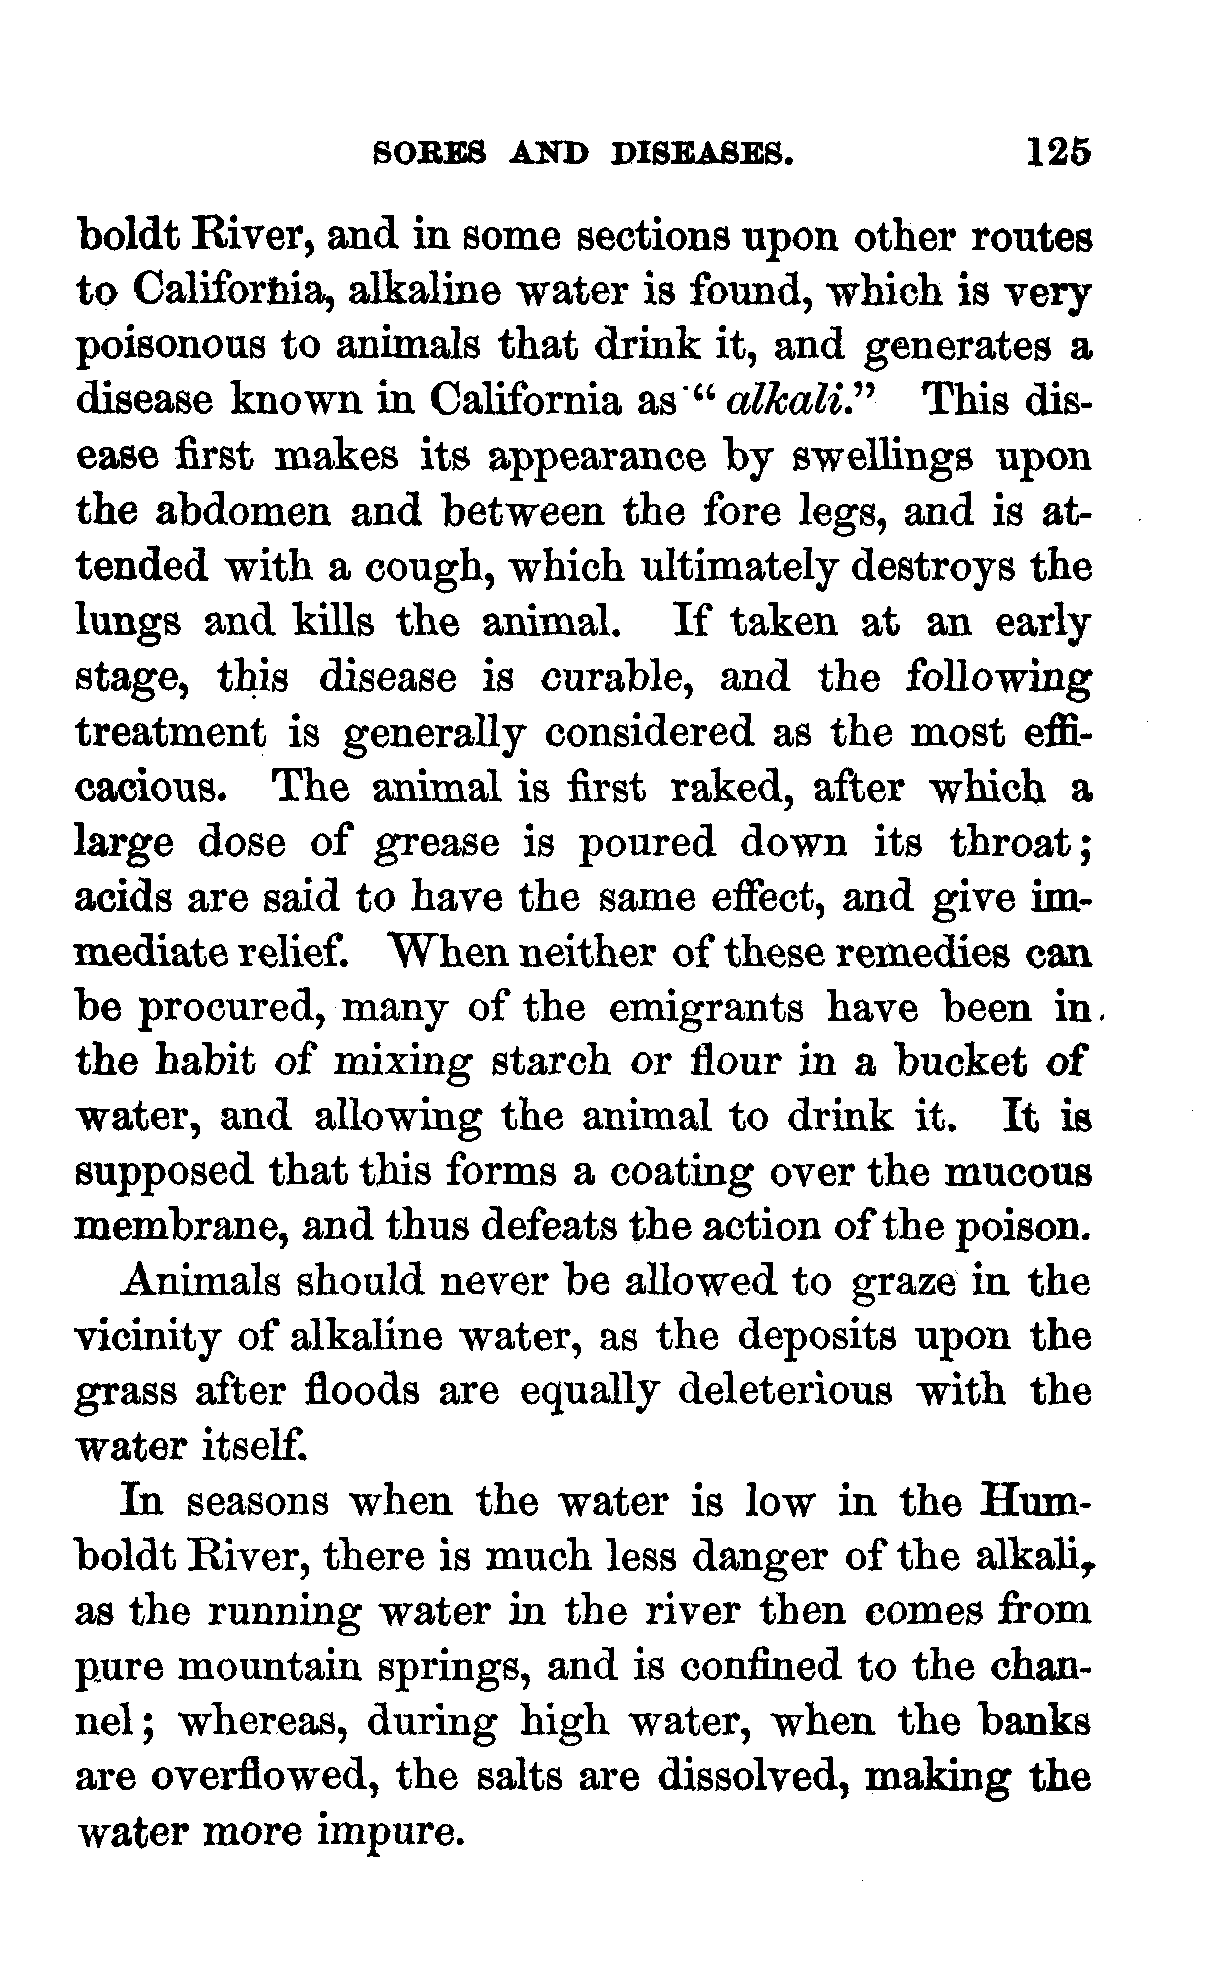 SORES AND DISEASES. 125
boldt River, and in some sections upon other routes
to California, alkaline water is found, which is very
poisonous to animals that drink it, and generates a
disease known in California as "alkali." This dis-
ease first makes its appearance by swellings upon
the abdomen and between the fore legs, and is at-
tended with a cough, which ultimately destroys the
lungs and kills the animal. If taken at an early
stage, this disease is curable, and the following
treatment is generally considered as the most effi-
cacious. The animal is first raked, after which a
large dose of grease is poured down its throat;
acids are said to have the same effect, and give im-
mediate relief. When neither of these remedies can
be procured, many of the emigrants have been in
the habit of mixing starch or flour in a bucket of
water, and allowing the animal to drink it. It is
supposed that this forms a coating over the mucous
membrane, and thus defeats the action of the poison.
Animals should never be allowed to graze in the
vicinity of alkaline water, as the deposits upon the
grass after floods are equally deleterious with the
water itself.
In seasons when the water is low in the Hum-
boldt River, there is much less danger of the alkali,
as the running water in the river then comes from
pure mountain springs, and is confined to the chan-
nel; whereas, during high water, when the banks
are overflowed, the salts are dissolved, making the
water more impure.